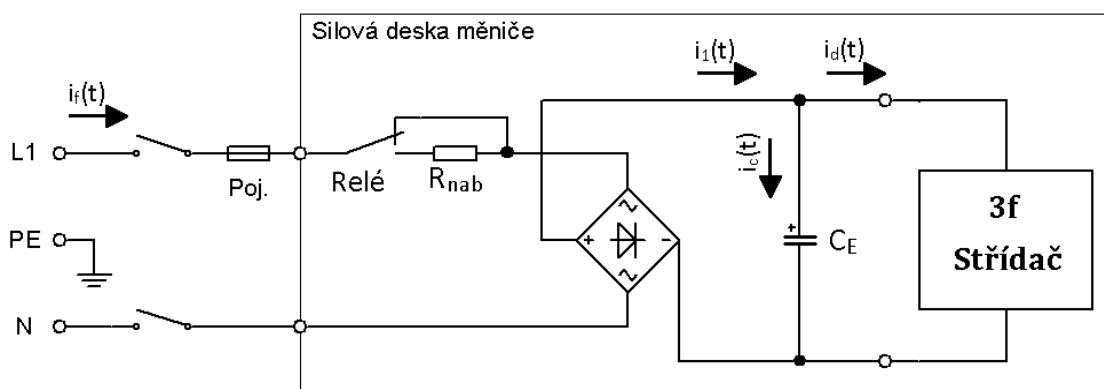 Silová deska měniče
i1(t)
id(t)
if(t)
L1
Poj.
Relé
Rnab
ic(t)
+
CE
3f
Střídač
PE
+
-
~
~
N